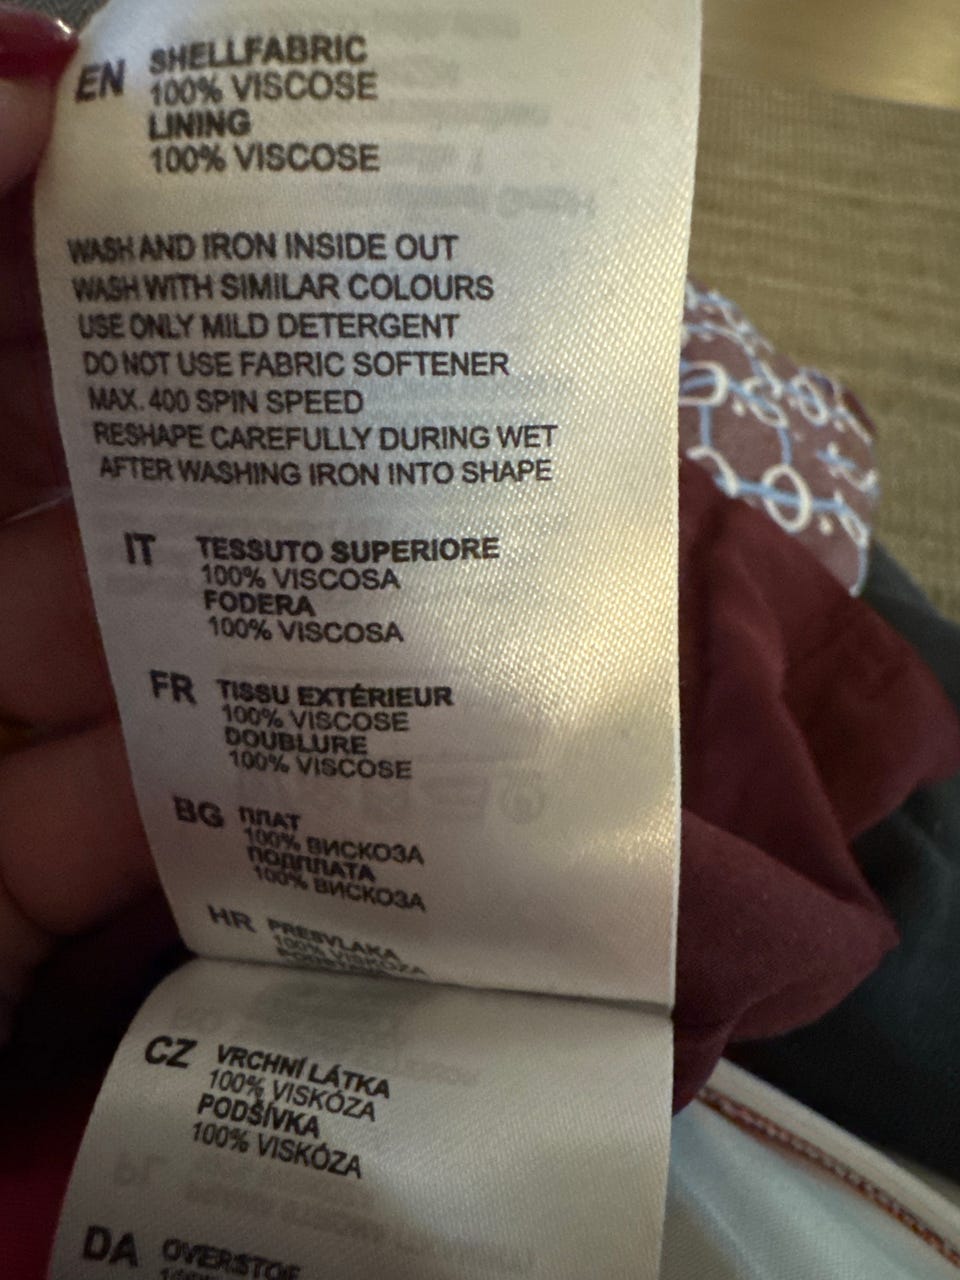 EN SHELLFABRIC
100% VISCOSE
LINING
100% VISCOSE
WASH AND IRON INSIDE OUT
WASH WITH SIMILAR COLOURS
USE ONLY MILD DETERGENT
DO NOT USE FABRIC SOFTENER
MAX. 400 SPIN SPEED
RESHAPE CAREFULLY DURING WET
AFTER WASHING IRON INTO SHAPE
IT TESSUTO SUPERIORE
100% VISCOSA
FODERA
100% VISCOSA
FR TISSU EXTÉRIEUR
100% VISCOSE
DOUBLURE
100% VISCOSE
BG ПЛАТ
100% ВИСКОЗА
ПОДПЛАТА
100% ВИСКОЗА
HR PRESVLAKA
100% VISKOZA
CZ VRCHNÍ LÁTKA
100% VISKÓZA
PODŠÍVKA
100% VISKÓZA
DA OVERSTOF